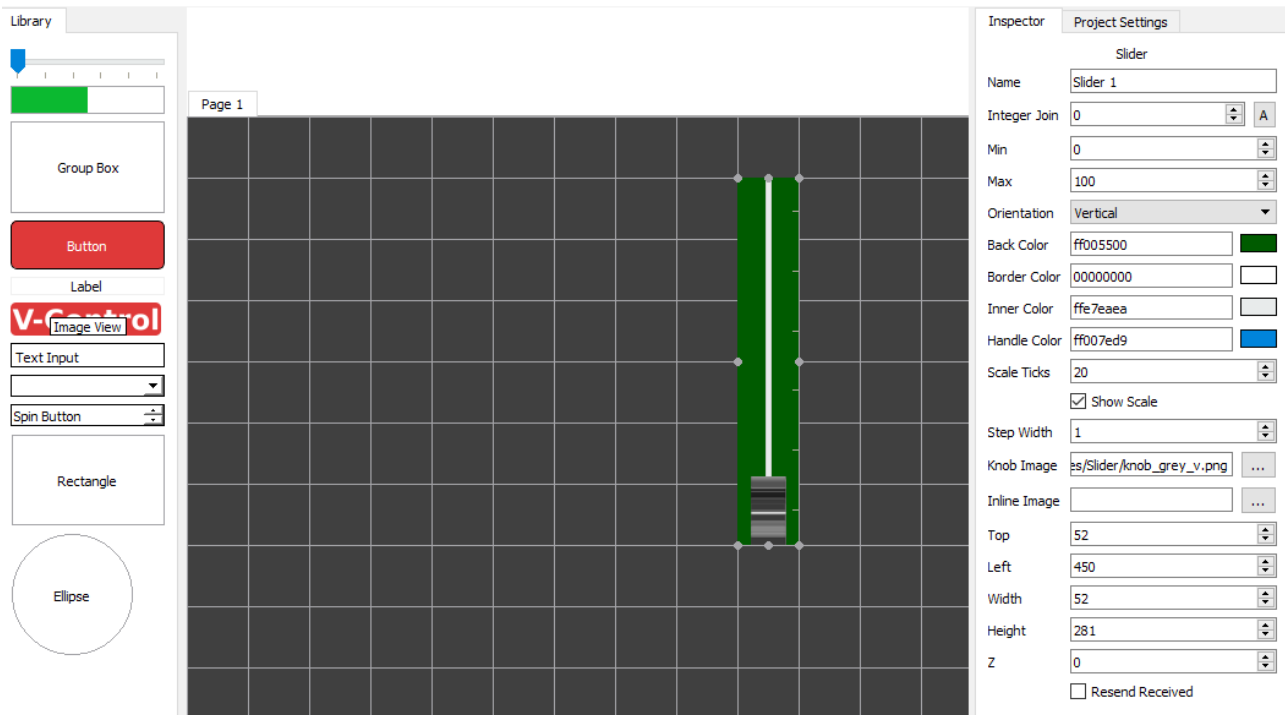 Library
Group Box
Button
Label
V-Control
Image View
Text Input
Spin Button
Rectangle
Ellipse
Page 1
Inspector
Project Settings
Slider
Name Slider 1
Integer Join 0 A
Min 0
Max 100
Orientation Vertical
Back Color ff005500
Border Color 00000000
Inner Color ffe7eaea
Handle Color ff007ed9
Scale Ticks 20
Show Scale
Step Width 1
Knob Image es/Slider/knob_grey_v.png ...
Inline Image ...
Top 52
Left 450
Width 52
Height 281
Z 0
Resend Received